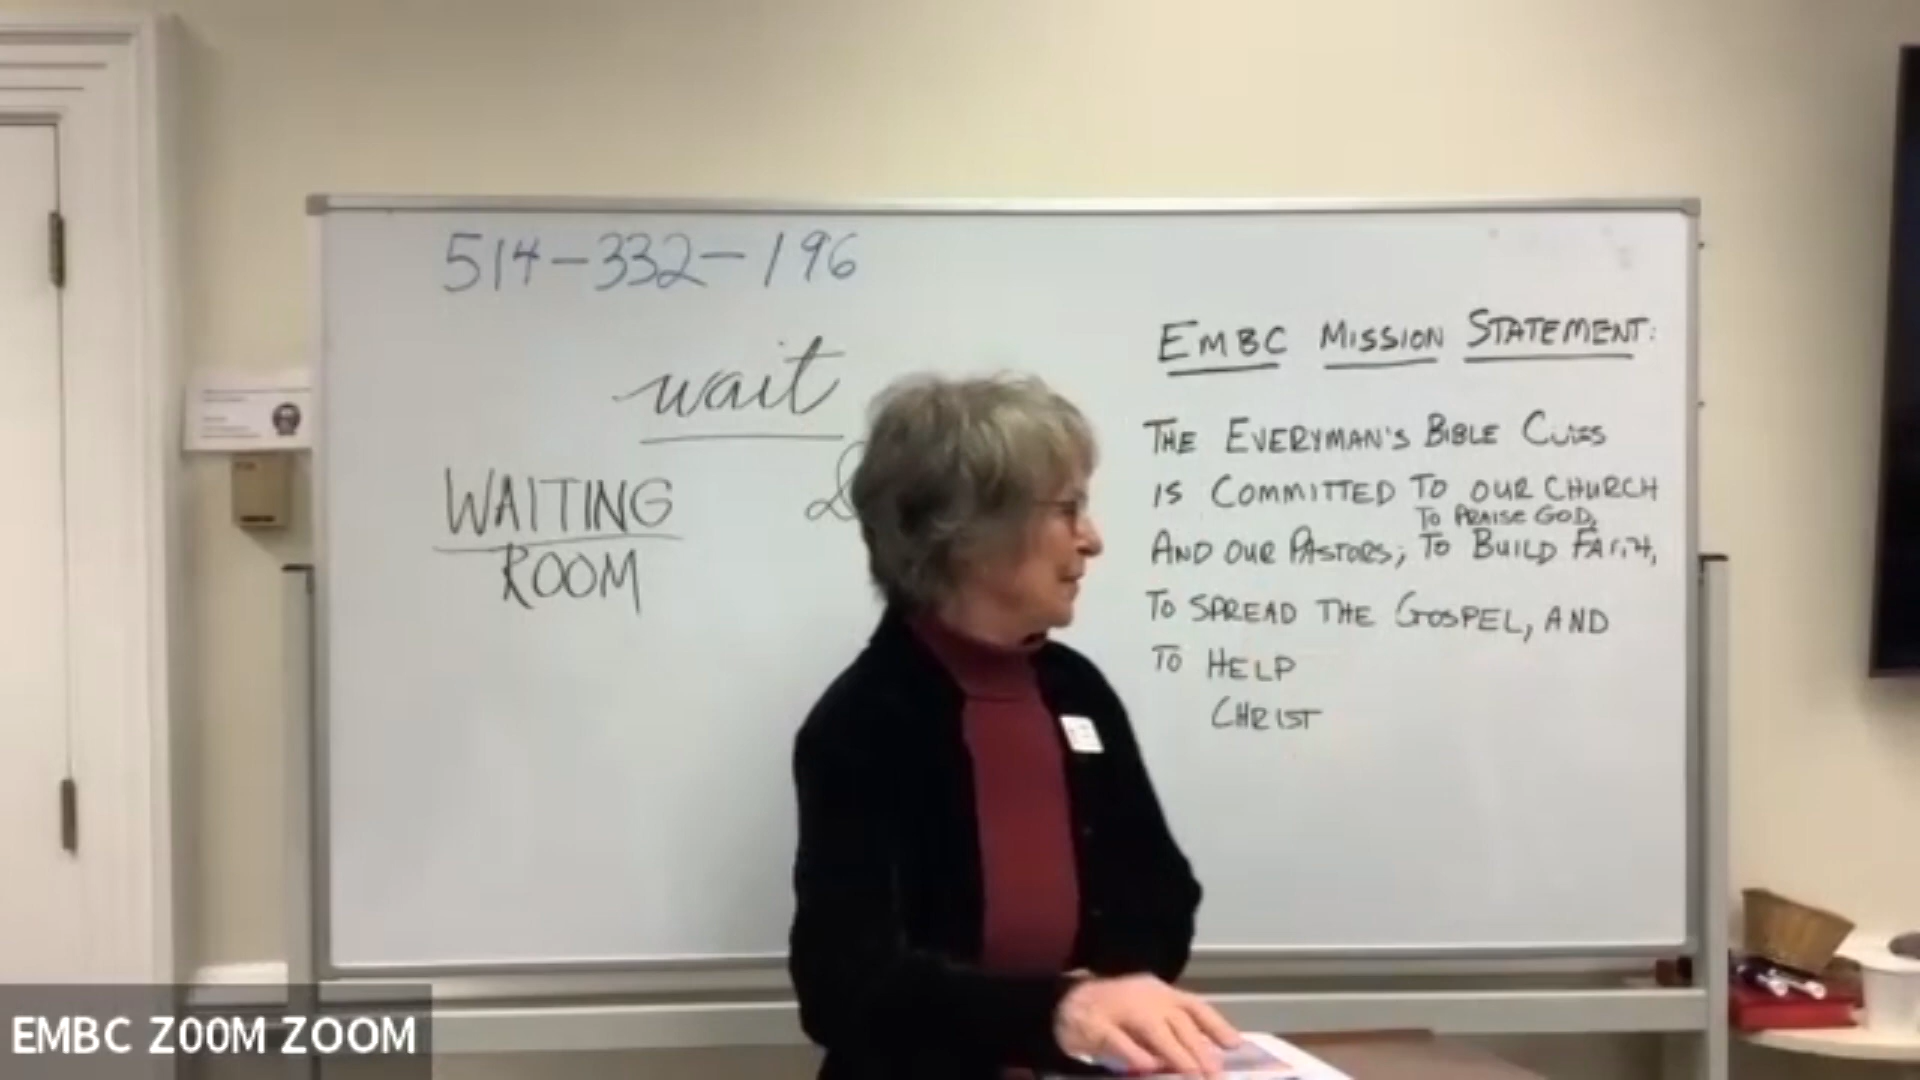 514-332-196
wait
&
WAITING
ROOM
EMBC MISSION STATEMENT:
THE EVERYMAN'S BIBLE CLASS
IS COMMITTED TO OUR CHURCH
TO PRAISE GOD,
AND OUR PASTORS; TO BUILD FAITH,
TO SPREAD THE GOSPEL, AND
TO HELP
CHRIST
EMBC Z00M ZOOM